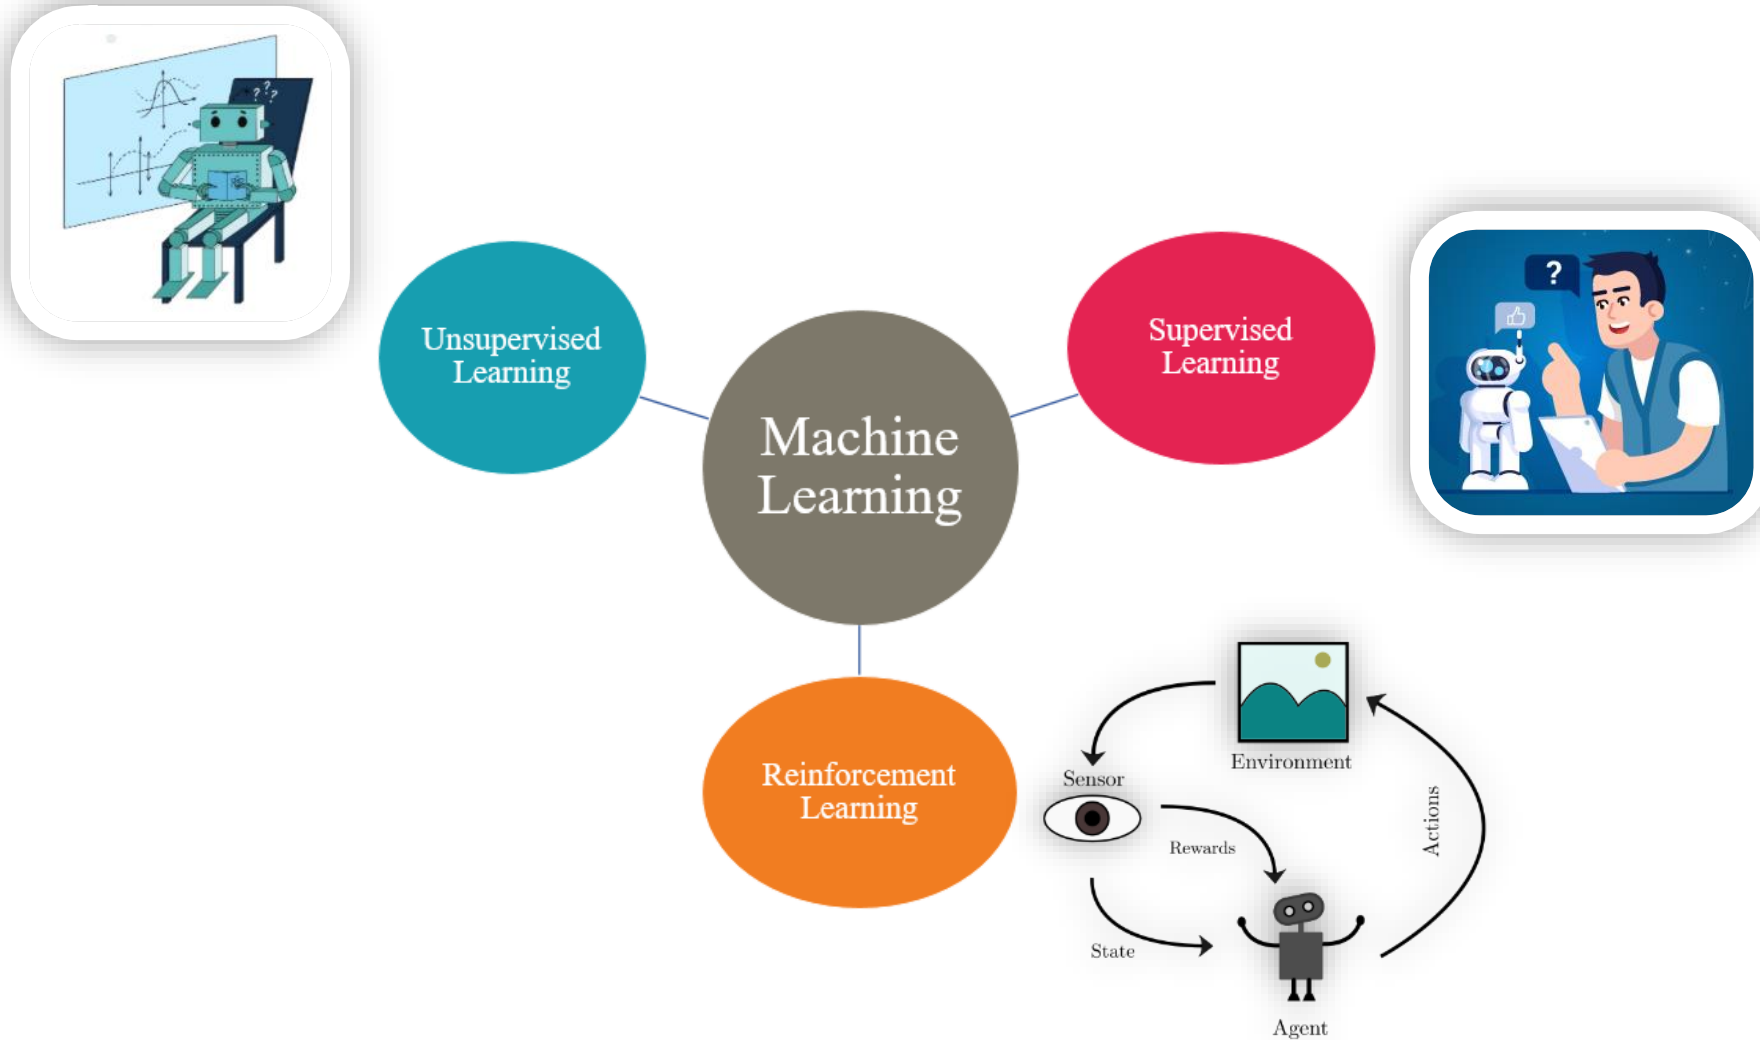 ? ? ?
Unsupervised
Learning
Machine
Learning
Supervised
Learning
?
Reinforcement
Learning
Environment
Sensor
Rewards
Actions
State
Agent